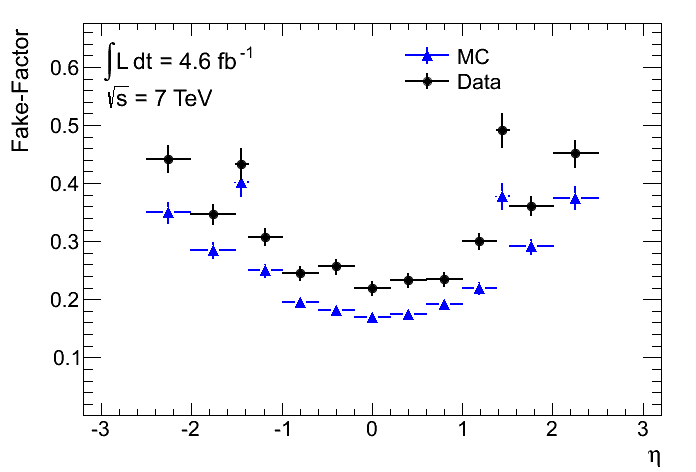 Fake-Factor
∫L dt = 4.6 fb⁻¹
√s = 7 TeV
MC
Data
0.6
0.5
0.4
0.3
0.2
0.1
-3 -2 -1 0 1 2 3
η